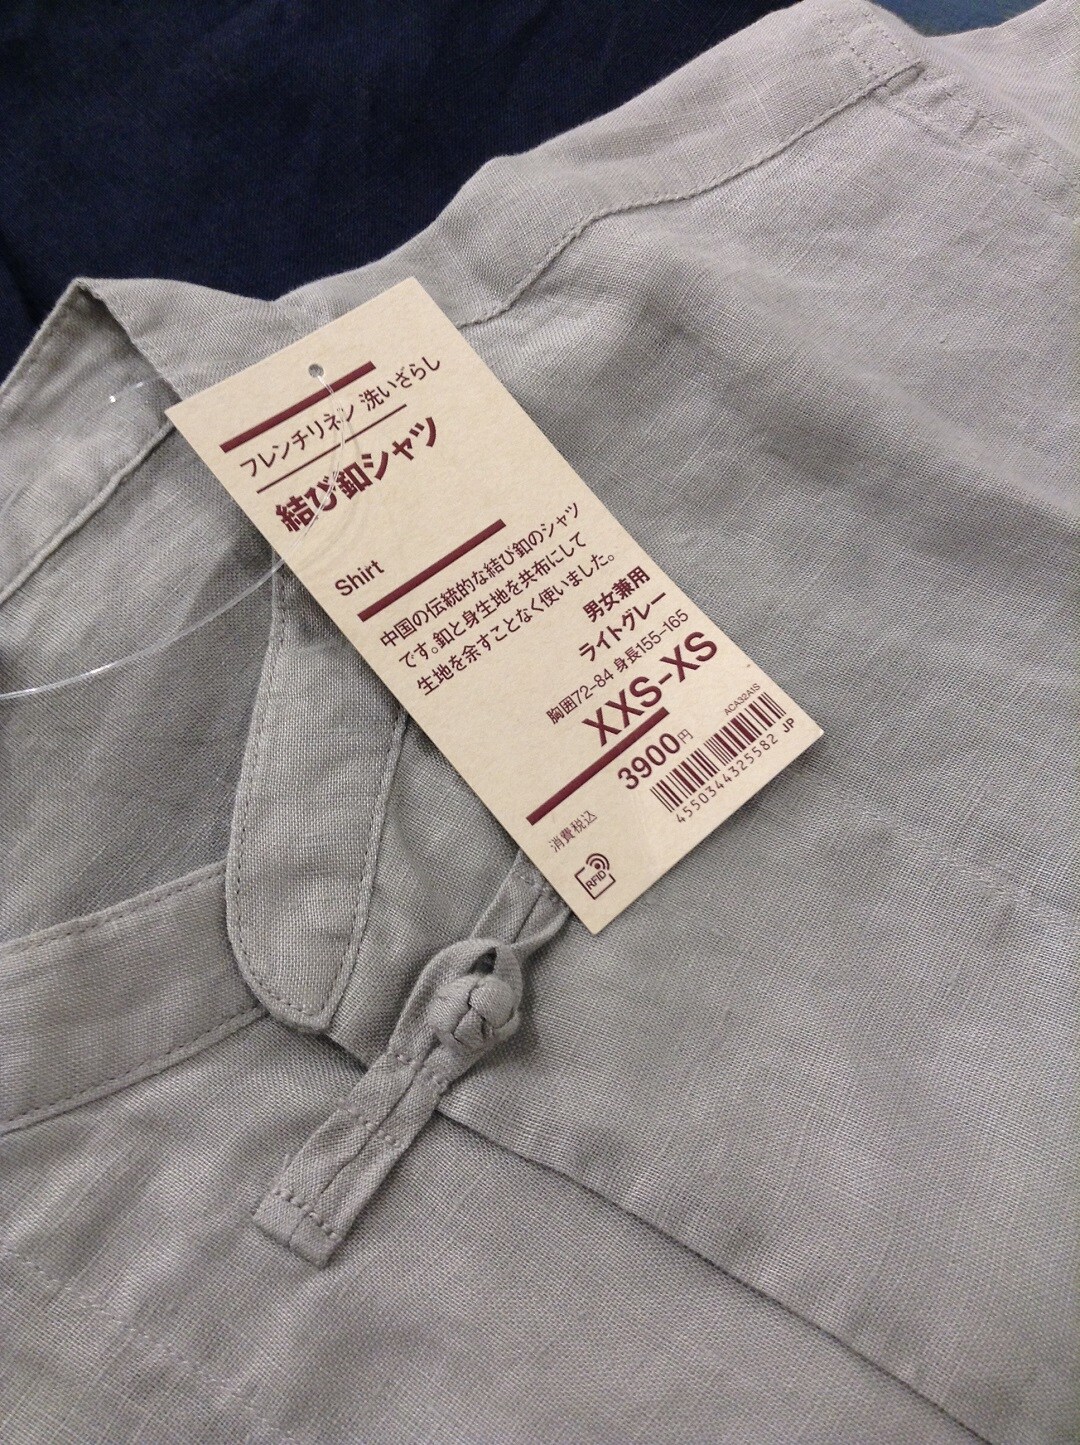 フレンチリネン 洗いざらし
結び釦シャツ
Shirt
中国の伝統的な結び釦のシャツ
です。釦と身生地を共布にして
生地を余すことなく使いました。
男女兼用
ライトグレー
胸囲72-84 身長155-165
XXS-XS
3900円
消費税込
ACA32A1S
4550344325582 JP
RFID